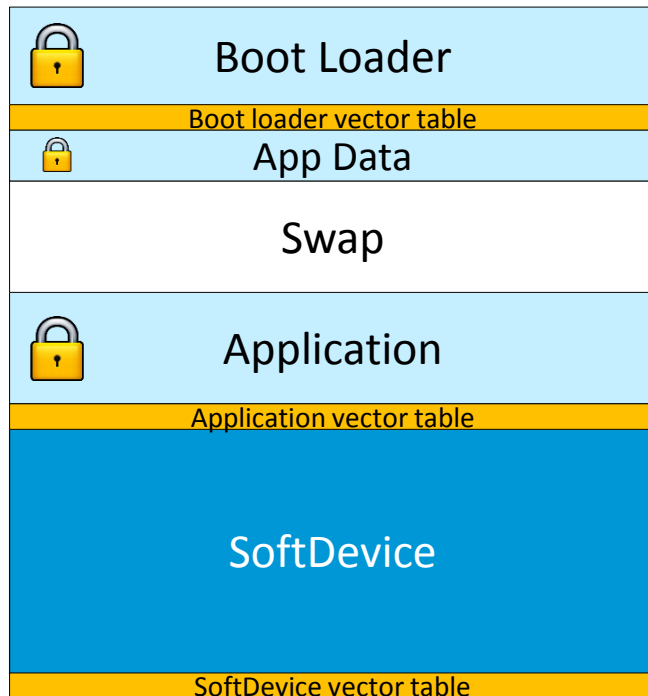 Boot Loader
Boot loader vector table
App Data
Swap
Application
Application vector table
SoftDevice
SoftDevice vector table